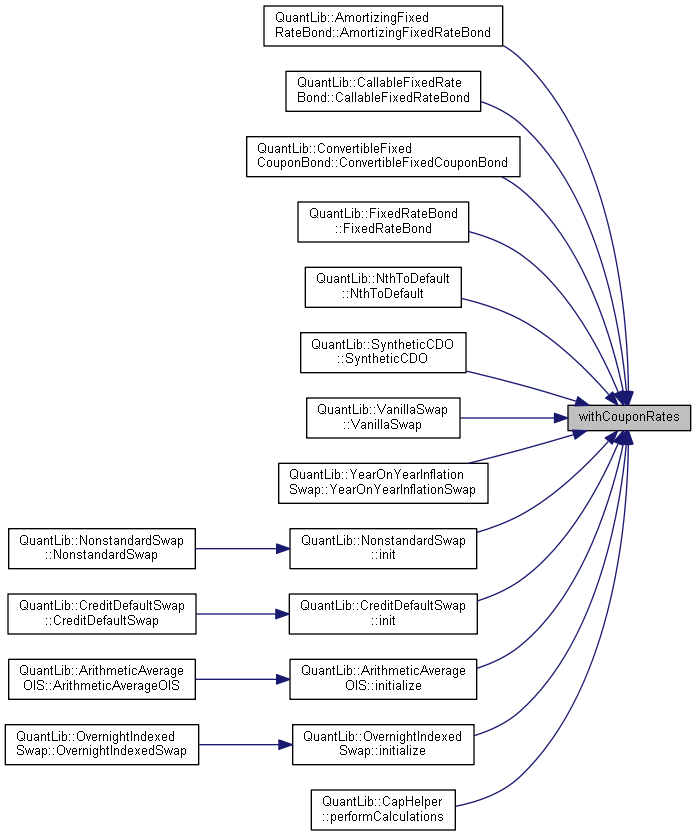 QuantLib::AmortizingFixed
RateBond::AmortizingFixedRateBond
QuantLib::CallableFixedRate
Bond::CallableFixedRateBond
QuantLib::ConvertibleFixed
CouponBond::ConvertibleFixedCouponBond
QuantLib::FixedRateBond
::FixedRateBond
QuantLib::NthToDefault
::NthToDefault
QuantLib::SyntheticCDO
::SyntheticCDO
QuantLib::VanillaSwap
::VanillaSwap
withCouponRates
QuantLib::YearOnYearInflation
Swap::YearOnYearInflationSwap
QuantLib::NonstandardSwap
::NonstandardSwap
QuantLib::NonstandardSwap
::init
QuantLib::CreditDefaultSwap
::CreditDefaultSwap
QuantLib::CreditDefaultSwap
::init
QuantLib::ArithmeticAverage
OIS::ArithmeticAverageOIS
QuantLib::ArithmeticAverage
OIS::initialize
QuantLib::OvernightIndexed
Swap::OvernightIndexedSwap
QuantLib::OvernightIndexed
Swap::initialize
QuantLib::CapHelper
::performCalculations